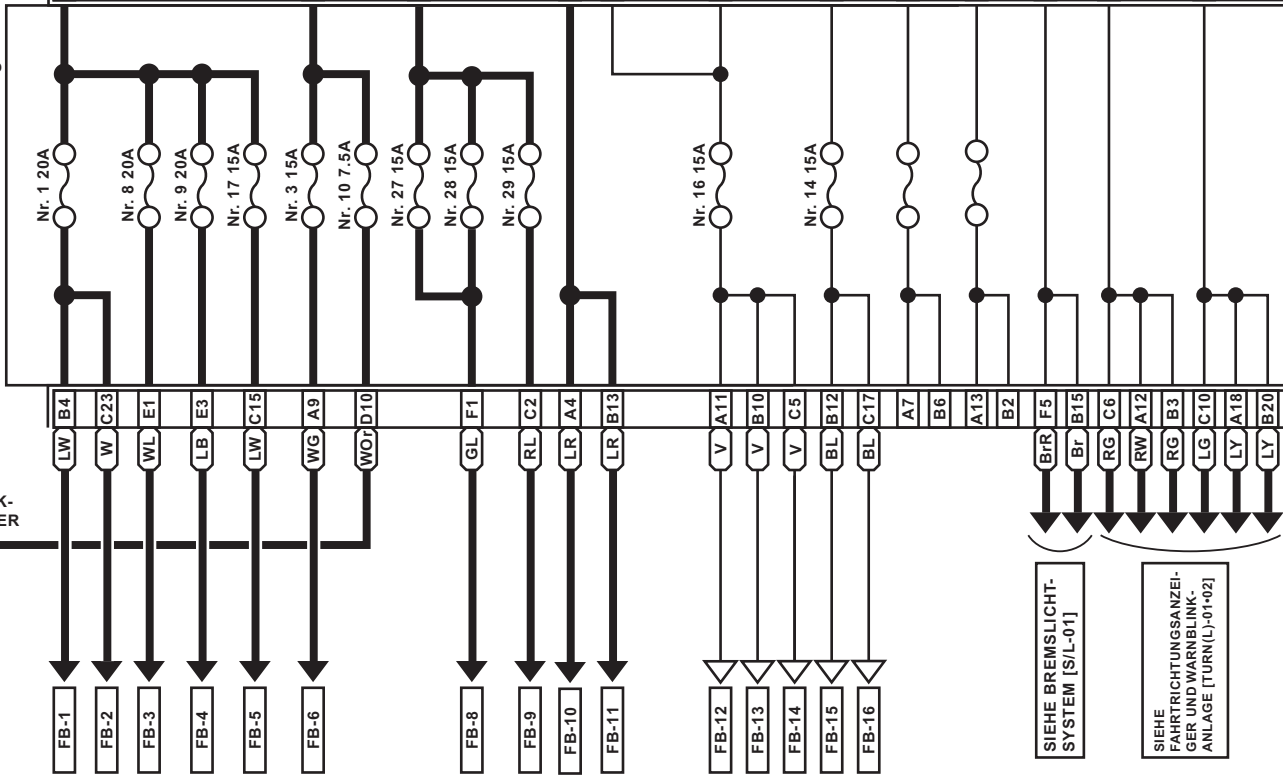 Nr. 1 20A
Nr. 8 20A
Nr. 9 20A
Nr. 17 15A
Nr. 3 15A
Nr. 10 7.5A
Nr. 27 15A
Nr. 28 15A
Nr. 29 15A
Nr. 16 15A
Nr. 14 15A
B4
C23
E1
E3
C15
A9
D10
F1
C2
A4
B13
A11
B10
C5
B12
C17
A7
B6
A13
B2
F5
B15
C6
A12
B3
C10
A18
B20
LW
W
WL
LB
LW
WG
WOr
GL
RL
LR
LR
V
V
V
BL
BL
BrR
Br
RG
RW
RG
LG
LY
LY
K-
ER
FB-1
FB-2
FB-3
FB-4
FB-5
FB-6
FB-8
FB-9
FB-10
FB-11
FB-12
FB-13
FB-14
FB-15
FB-16
SIEHE BREMSLICHT-
SYSTEM [S/L-01]
SIEHE
FAHRTRICHTUNGSANZEI-
GER UND WARNBLINK-
ANLAGE [TURN(L)-01•02]